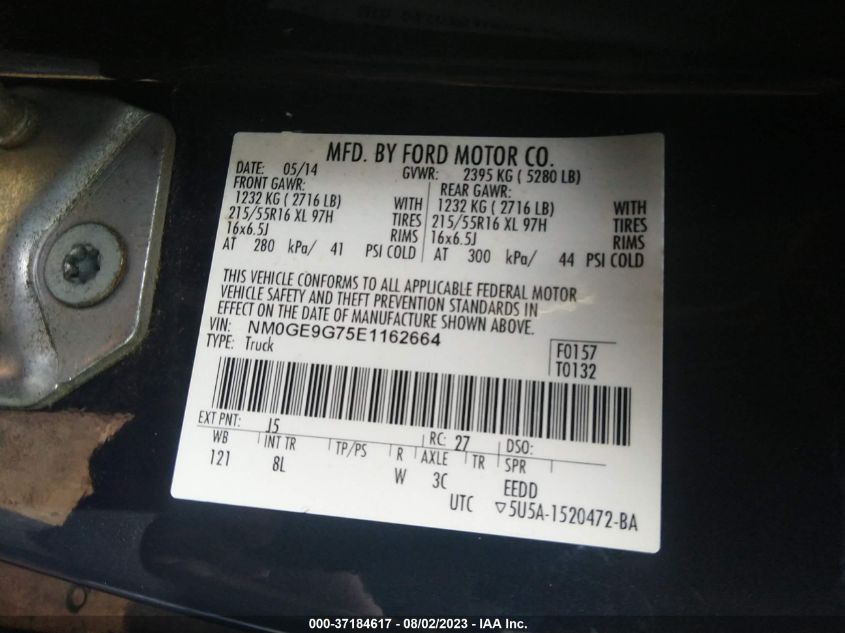 MFD. BY FORD MOTOR CO.
DATE: 05/14 GVWR: 2395 KG ( 5280 LB)
FRONT GAWR: REAR GAWR:
1232 KG ( 2716 LB) WITH 1232 KG ( 2716 LB) WITH
215/55R16 XL 97H TIRES 215/55R16 XL 97H TIRES
16x6.5J RIMS 16x6.5J RIMS
AT 280 kPa/ 41 PSI COLD AT 300 kPa/ 44 PSI COLD
THIS VEHICLE CONFORMS TO ALL APPLICABLE FEDERAL MOTOR
VEHICLE SAFETY AND THEFT PREVENTION STANDARDS IN
EFFECT ON THE DATE OF MANUFACTURE SHOWN ABOVE.
VIN: NM0GE9G75E1162664
TYPE: Truck
F0157
T0132
EXT PNT: J5 RC: 27 DSO:
WB INT TR TP/PS R AXLE TR SPR
121 8L W 3C EEDD
UTC ▽5U5A-1520472-BA
000-37184617 - 08/02/2023 - IAA Inc.